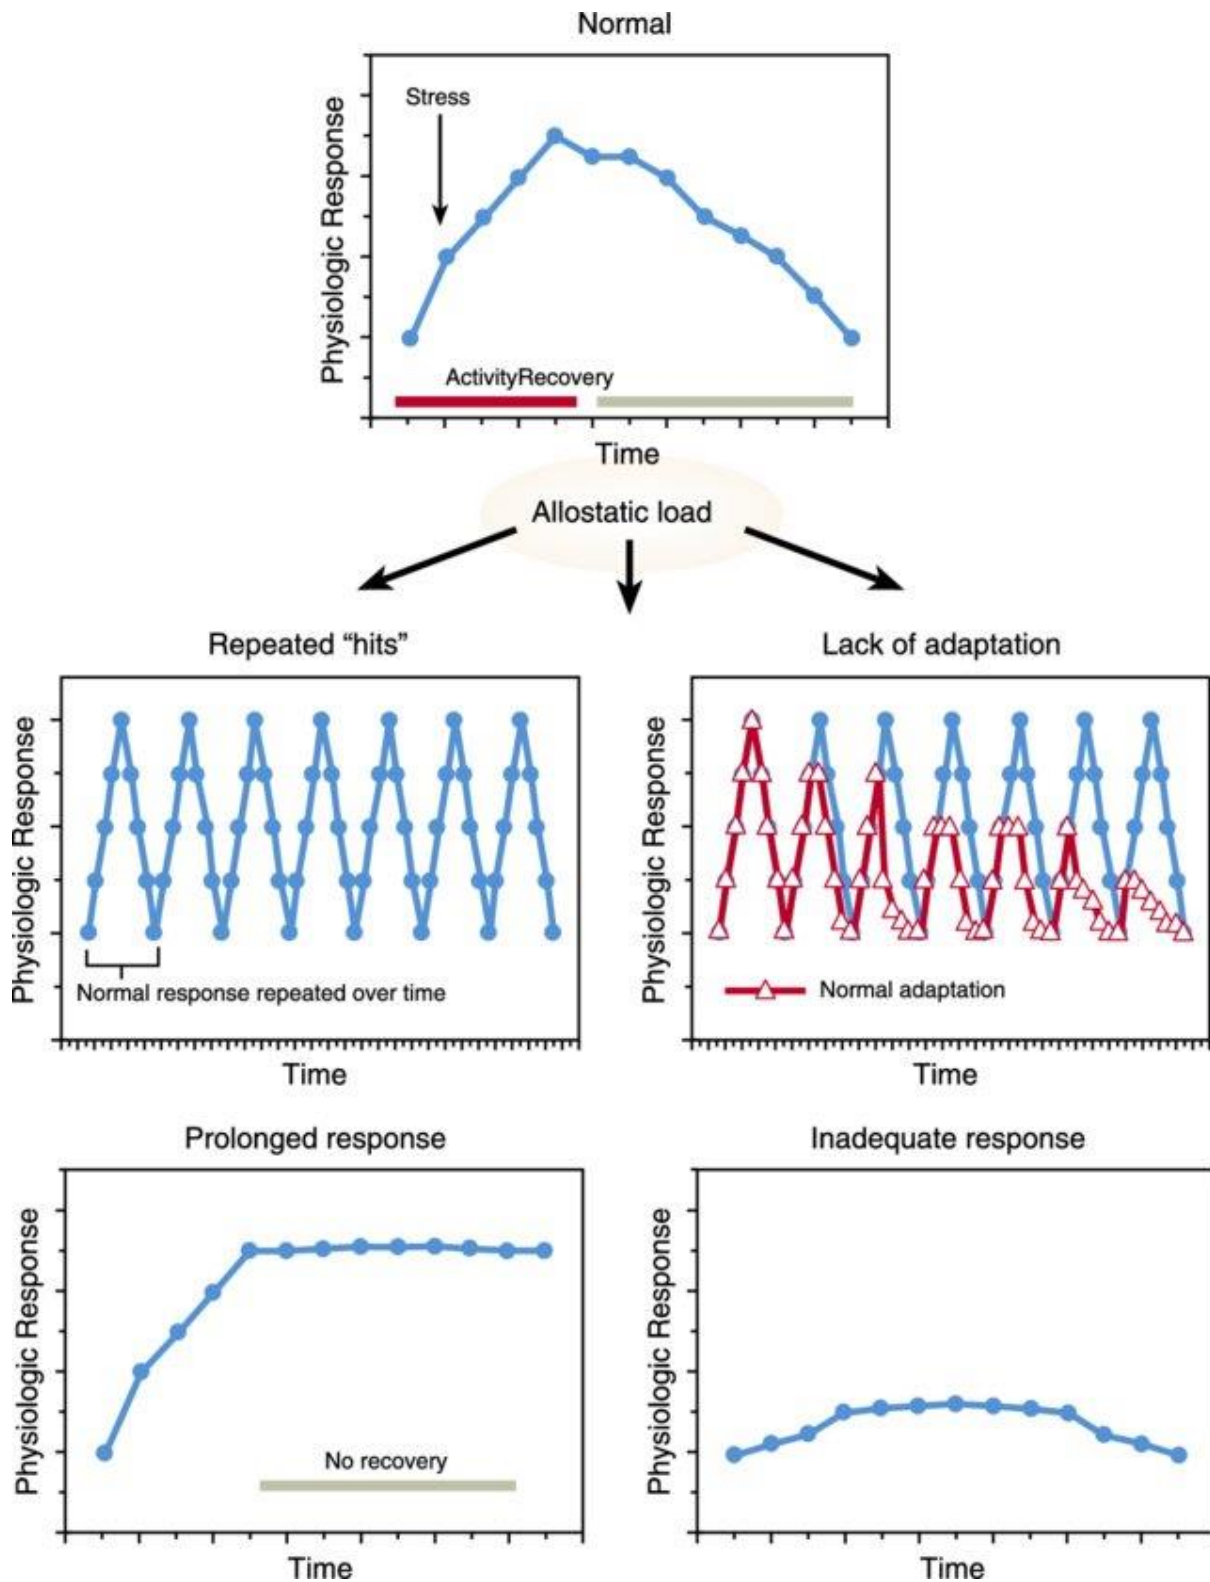 Normal
Stress
Physiologic Response
ActivityRecovery
Time
Allostatic load
Repeated “hits”
Physiologic Response
Normal response repeated over time
Time
Lack of adaptation
Physiologic Response
Normal adaptation
Time
Prolonged response
Physiologic Response
No recovery
Time
Inadequate response
Physiologic Response
Time